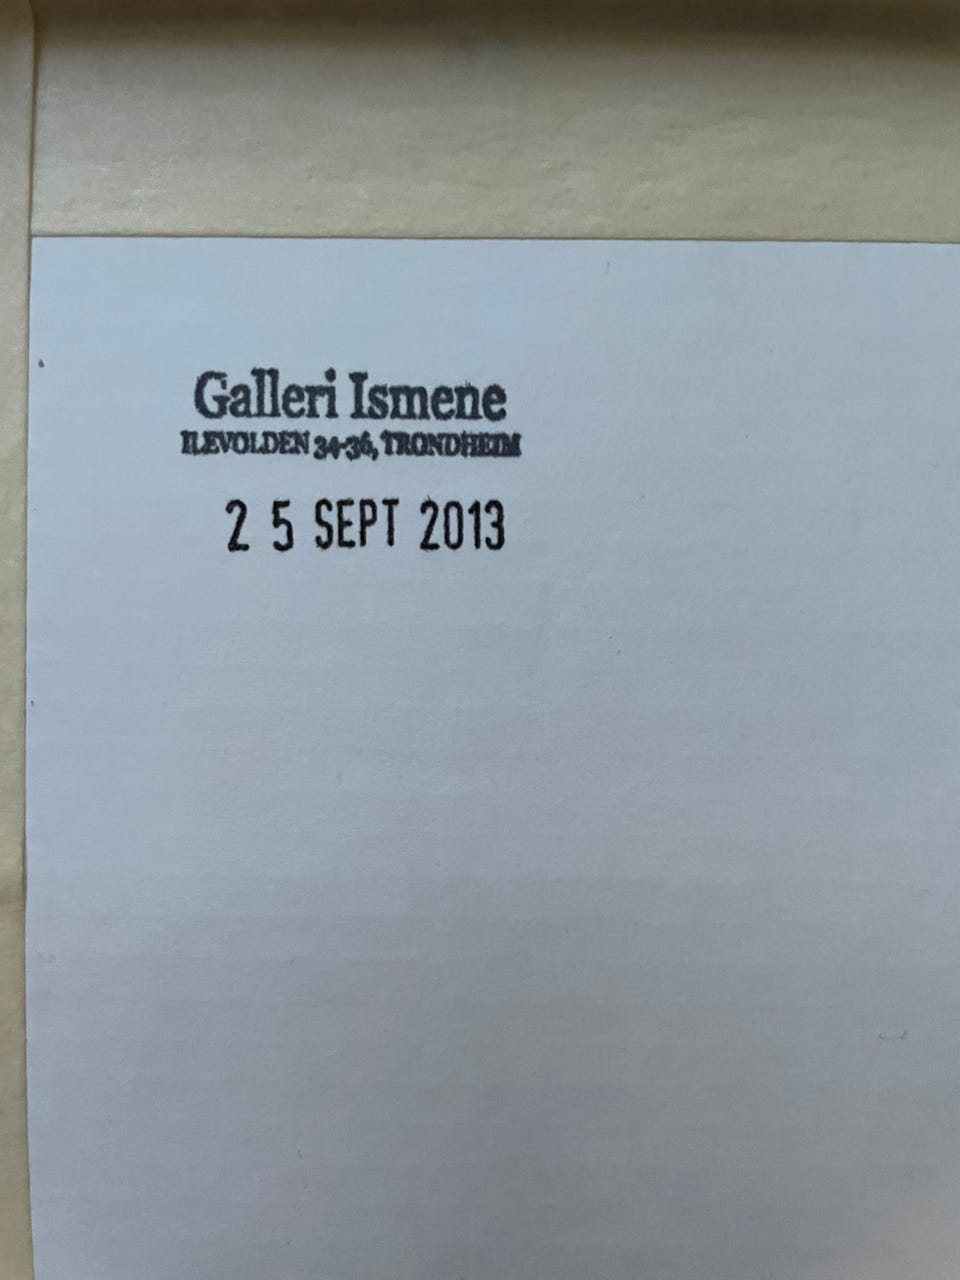 Galleri Ismene
ILEVOLDEN 34-36, TRONDHEIM
2 5 SEPT 2013